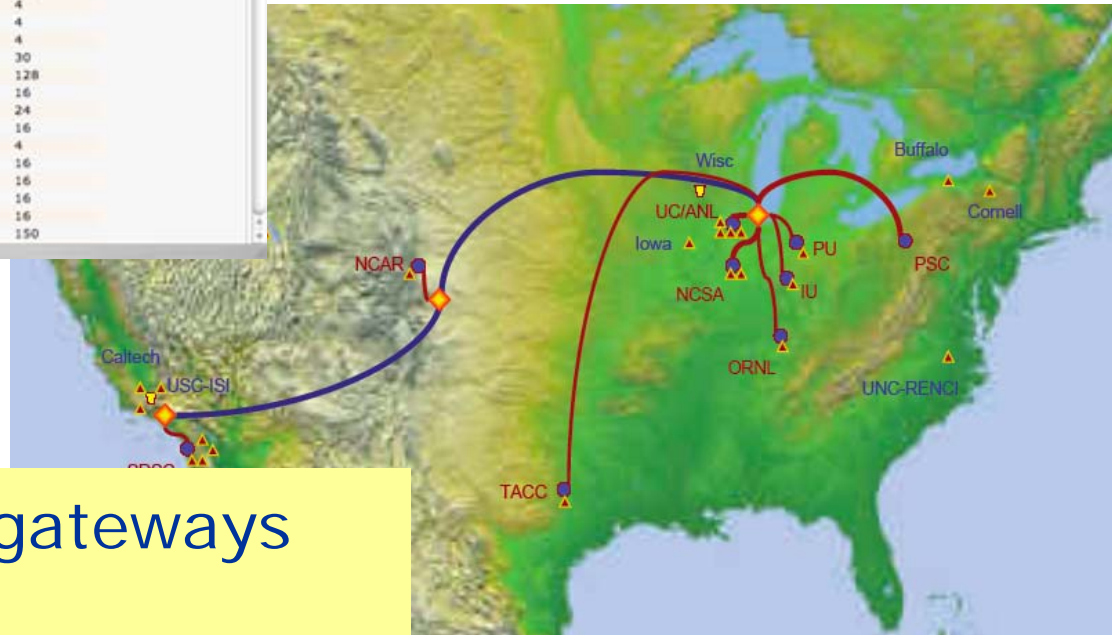 4
4
4
30
128
16
24
16
4
16
16
16
16
150
Wisc
Buffalo
UC/ANL
Cornell
Iowa
PU
PSC
NCAR
NCSA
IU
ORNL
Caltech
USC-ISI
UNC-RENCI
TACC
gateways